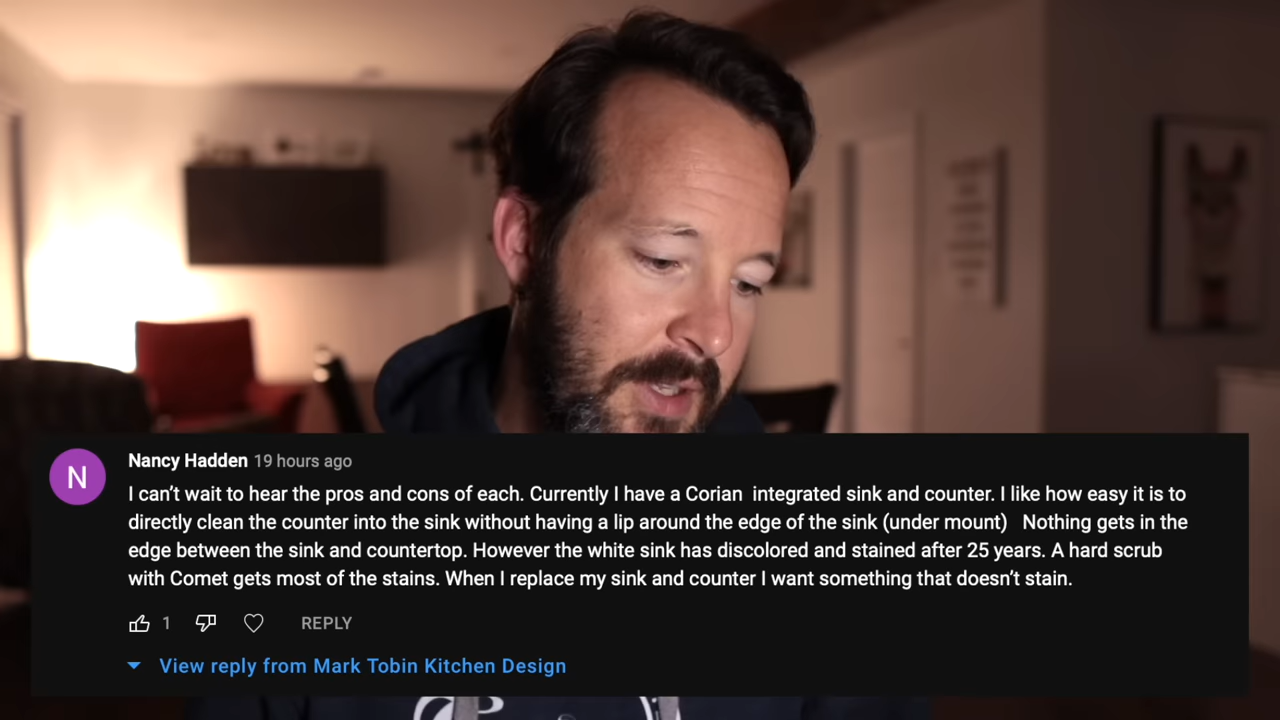 N
Nancy Hadden 19 hours ago
I can't wait to hear the pros and cons of each. Currently I have a Corian  integrated sink and counter. I like how easy it is to
directly clean the counter into the sink without having a lip around the edge of the sink (under mount)   Nothing gets in the
edge between the sink and countertop. However the white sink has discolored and stained after 25 years. A hard scrub
with Comet gets most of the stains. When I replace my sink and counter I want something that doesn't stain.
1 REPLY
View reply from Mark Tobin Kitchen Design